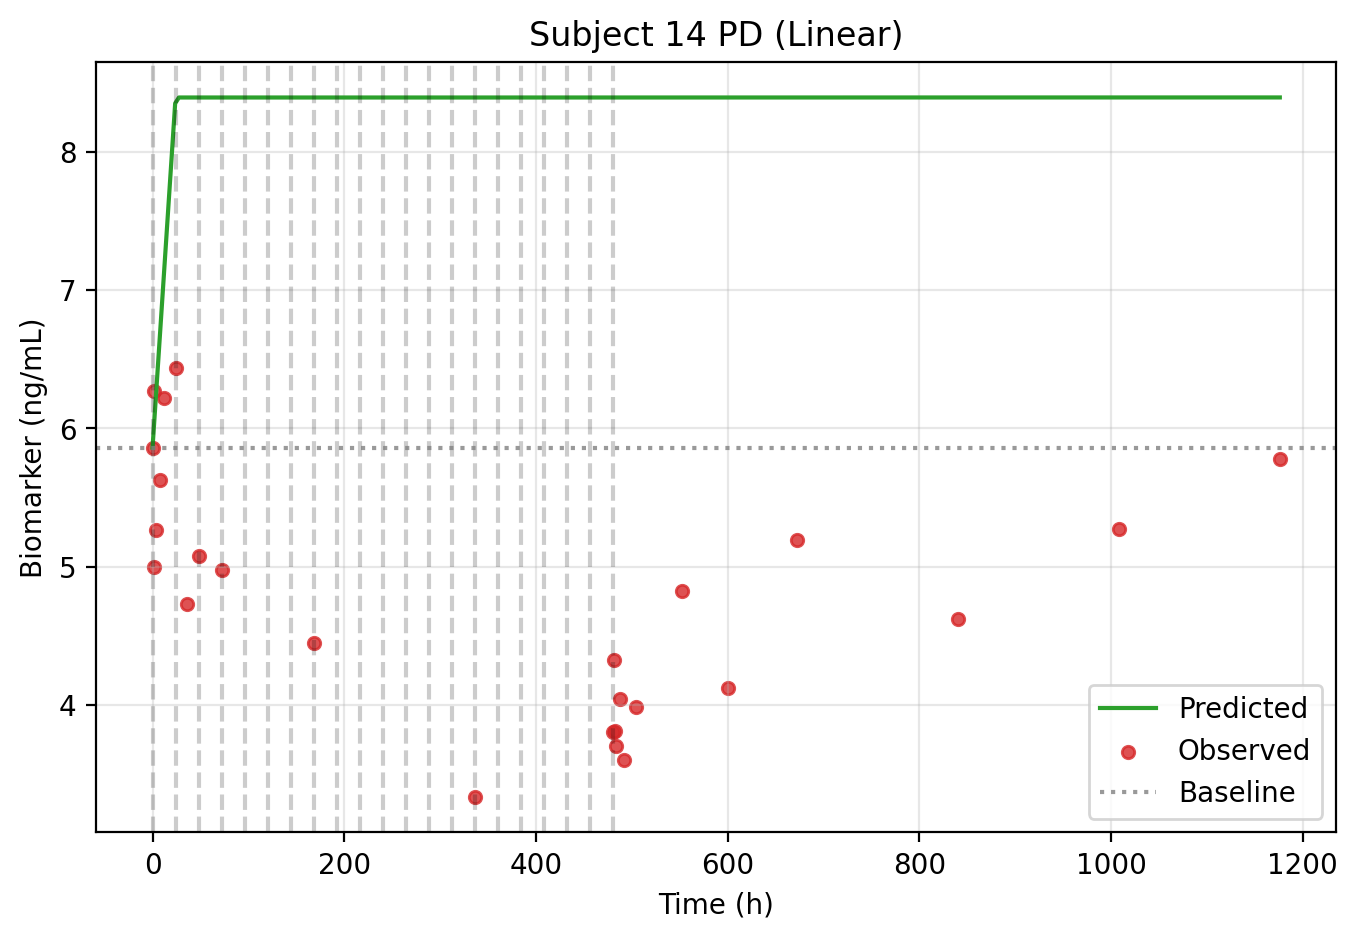 Subject 14 PD (Linear)
Biomarker (ng/mL)
8
7
6
5
4
Predicted
Observed
Baseline
0 200 400 600 800 1000 1200
Time (h)